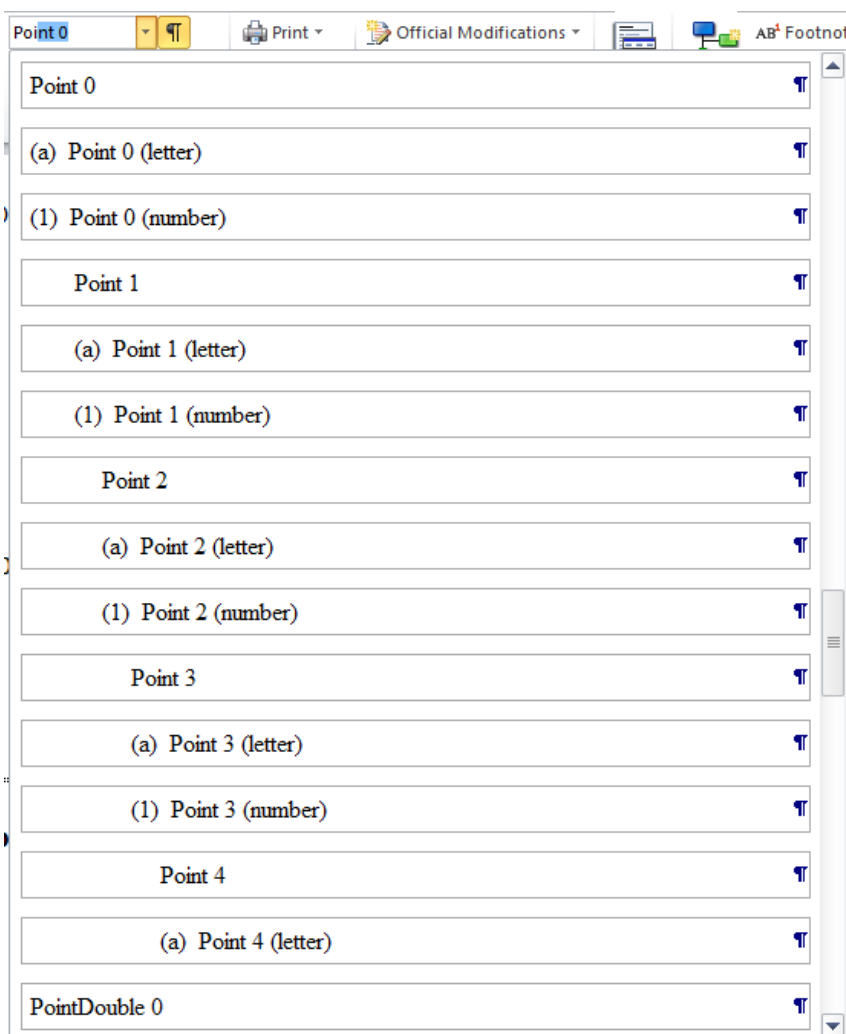 Point 0 ¶ Print Official Modifications AB¹ Footnot
Point 0 ¶
(a) Point 0 (letter) ¶
(1) Point 0 (number) ¶
Point 1 ¶
(a) Point 1 (letter) ¶
(1) Point 1 (number) ¶
Point 2 ¶
(a) Point 2 (letter) ¶
(1) Point 2 (number) ¶
Point 3 ¶
(a) Point 3 (letter) ¶
(1) Point 3 (number) ¶
Point 4 ¶
(a) Point 4 (letter) ¶
PointDouble 0 ¶